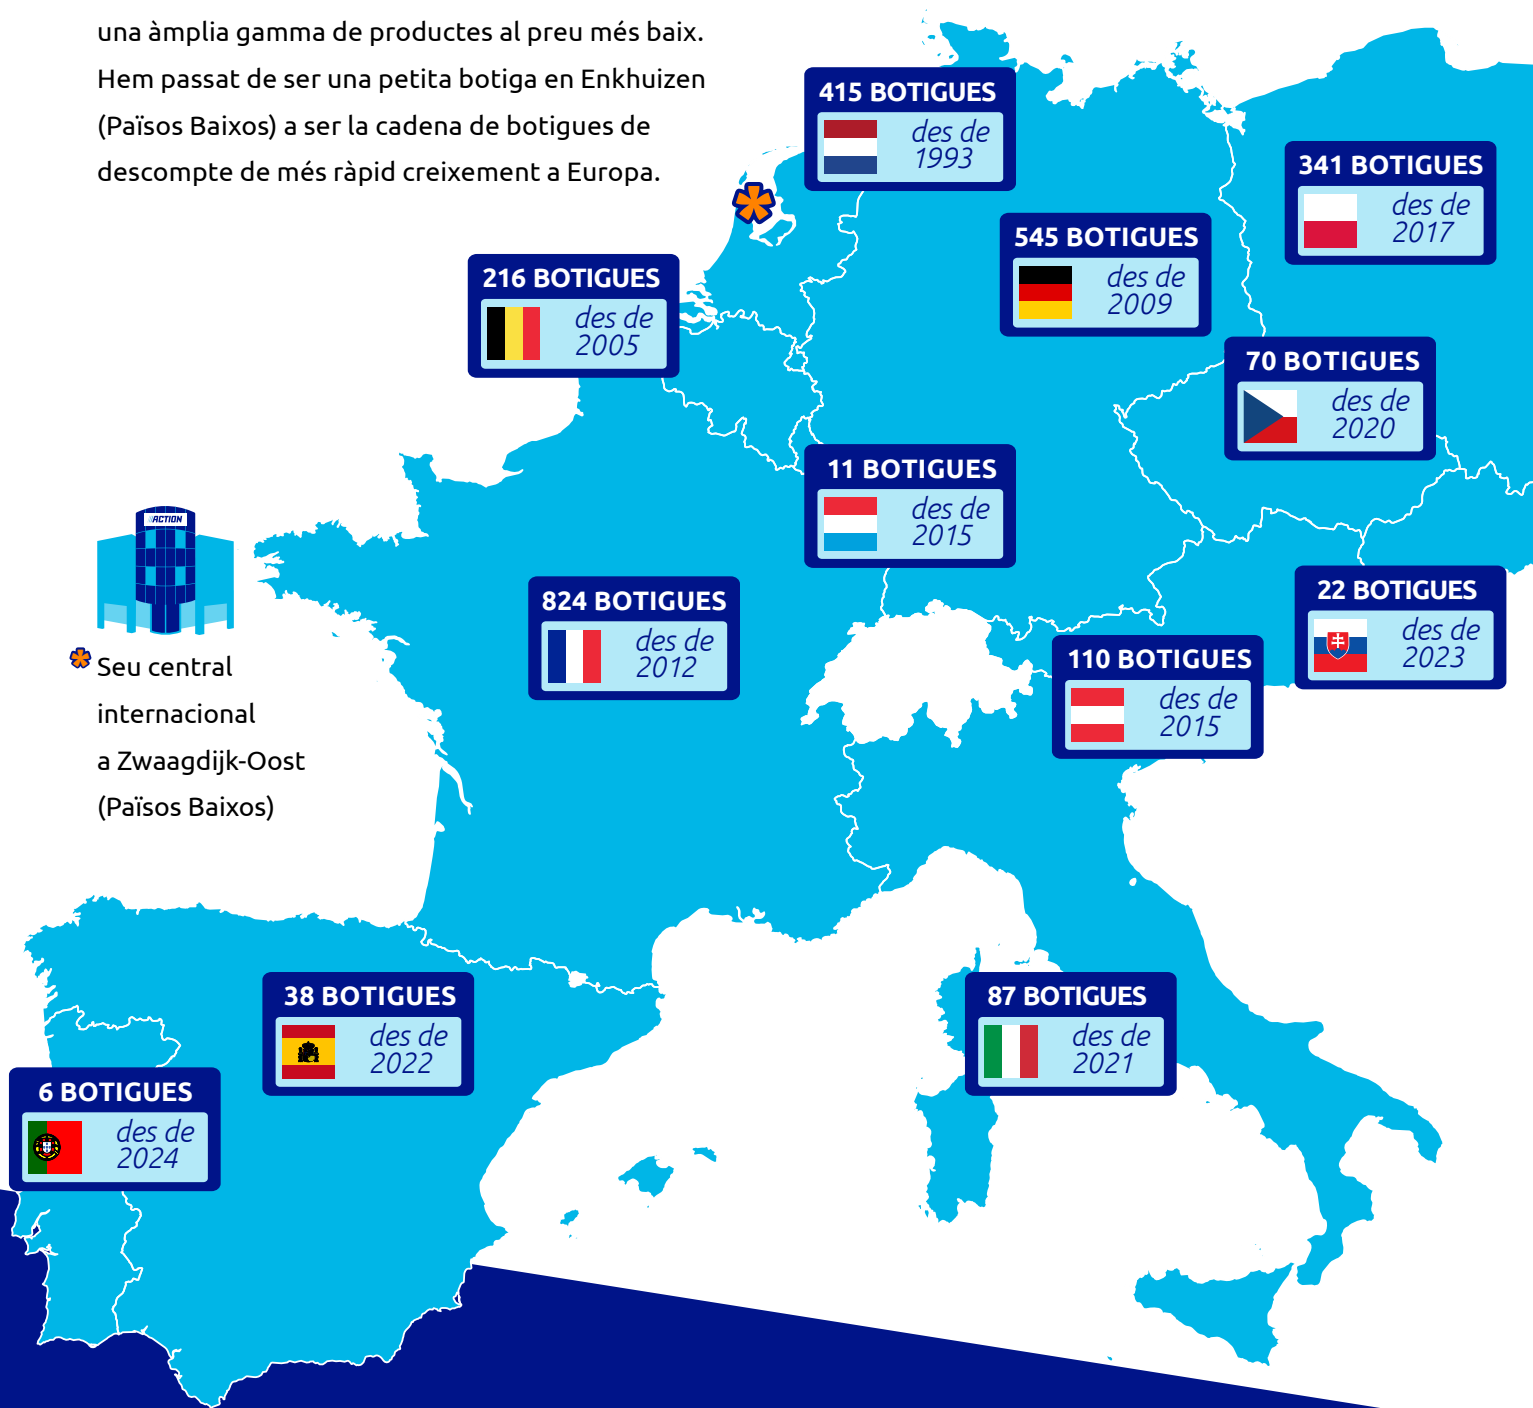 una àmplia gamma de productes al preu més baix.
Hem passat de ser una petita botiga en Enkhuizen
(Països Baixos) a ser la cadena de botigues de
descompte de més ràpid creixement a Europa.
415 BOTIGUES
des de
1993
341 BOTIGUES
des de
2017
545 BOTIGUES
des de
2009
216 BOTIGUES
des de
2005
70 BOTIGUES
des de
2020
11 BOTIGUES
des de
2015
ACTION
824 BOTIGUES
des de
2012
22 BOTIGUES
des de
2023
110 BOTIGUES
des de
2015
Seu central
internacional
a Zwaagdijk-Oost
(Països Baixos)
38 BOTIGUES
des de
2022
87 BOTIGUES
des de
2021
6 BOTIGUES
des de
2024